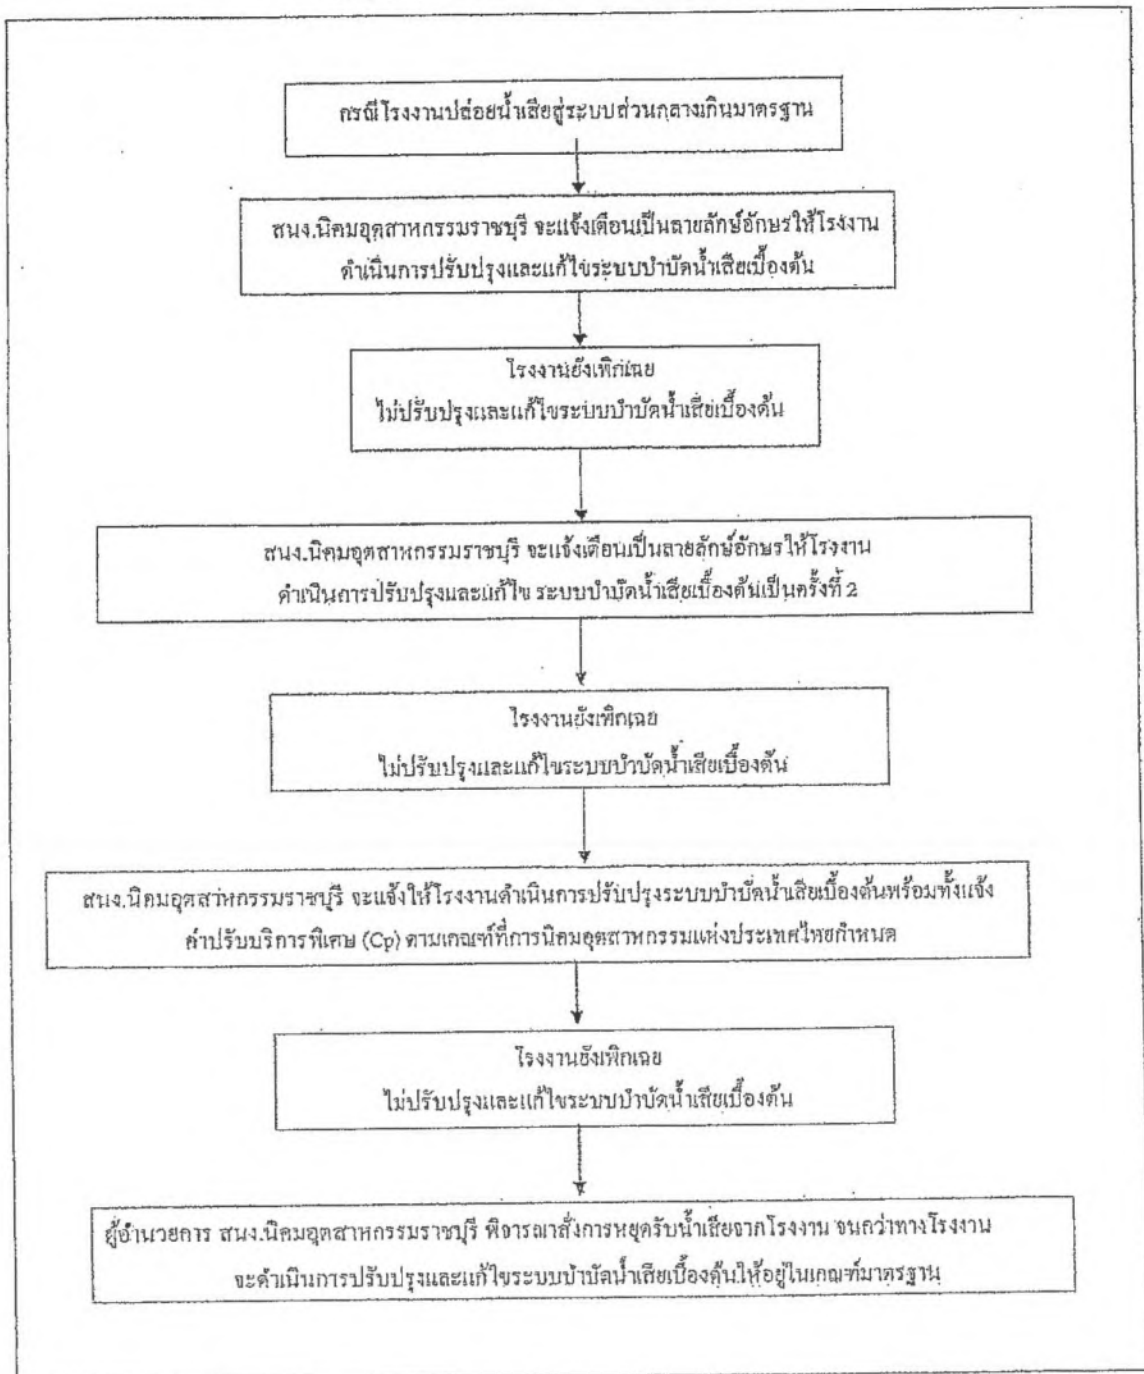 กรณีโรงงานปล่อยน้ำเสียสู่ระบบส่วนกลางเกินมาตรฐาน
สนง.นิคมอุตสาหกรรมราชบุรี จะแจ้งเตือนเป็นลายลักษ์อักษรให้โรงงาน
ดำเนินการปรับปรุงและแก้ไขระบบบำบัดน้ำเสียเบื้องต้น
โรงงานยังเพิกเฉย
ไม่ปรับปรุงและแก้ไขระบบบำบัดน้ำเสียเบื้องต้น
สนง.นิคมอุตสาหกรรมราชบุรี จะแจ้งเตือนเป็นลายลักษ์อักษรให้โรงงาน
ดำเนินการปรับปรุงและแก้ไข ระบบบำบัดน้ำเสียเบื้องต้นเป็นครั้งที่ 2
โรงงานยังเพิกเฉย
ไม่ปรับปรุงและแก้ไขระบบบำบัดน้ำเสียเบื้องต้น
สนง.นิคมอุตสาหกรรมราชบุรี จะแจ้งให้โรงงานดำเนินการปรับปรุงระบบบำบัดน้ำเสียเบื้องต้นพร้อมทั้งแจ้ง
ค่าปรับบริการพิเศษ (Cp) ตามเกณฑ์ที่การนิคมอุตสาหกรรมแห่งประเทศไทยกำหนด
โรงงานยังเพิกเฉย
ไม่ปรับปรุงและแก้ไขระบบบำบัดน้ำเสียเบื้องต้น
ผู้อำนวยการ สนง.นิคมอุตสาหกรรมราชบุรี พิจารณาสั่งการหยุดรับน้ำเสียจากโรงงาน จนกว่าทางโรงงาน
จะดำเนินการปรับปรุงและแก้ไขระบบบำบัดน้ำเสียเบื้องต้นให้อยู่ในเกณฑ์มาตรฐาน